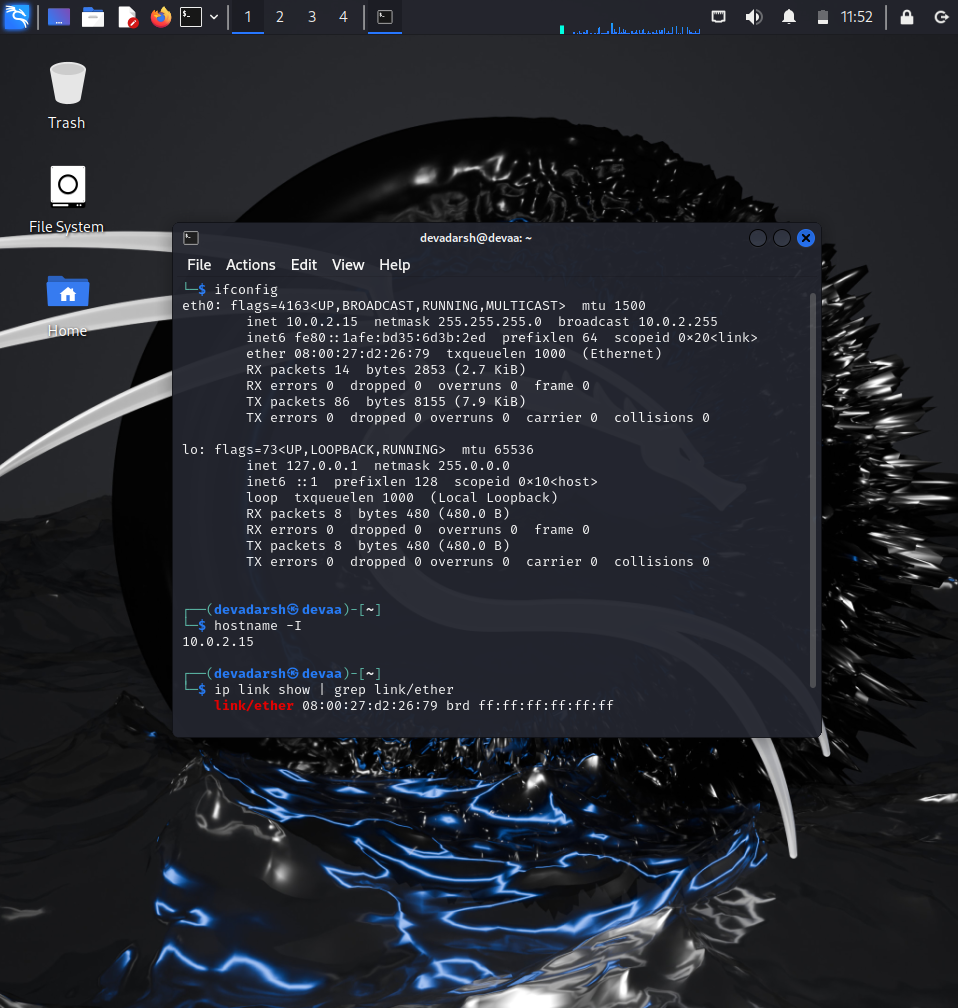 1 2 3 4 11:52
Trash
File System
Home
devadarsh@devaa: ~
File Actions Edit View Help
└─$ ifconfig
eth0: flags=4163<UP,BROADCAST,RUNNING,MULTICAST>  mtu 1500
        inet 10.0.2.15  netmask 255.255.255.0  broadcast 10.0.2.255
        inet6 fe80::1afe:bd35:6d3b:2ed  prefixlen 64  scopeid 0×20<link>
        ether 08:00:27:d2:26:79  txqueuelen 1000  (Ethernet)
        RX packets 14  bytes 2853 (2.7 KiB)
        RX errors 0  dropped 0  overruns 0  frame 0
        TX packets 86  bytes 8155 (7.9 KiB)
        TX errors 0  dropped 0 overruns 0  carrier 0  collisions 0
lo: flags=73<UP,LOOPBACK,RUNNING>  mtu 65536
        inet 127.0.0.1  netmask 255.0.0.0
        inet6 ::1  prefixlen 128  scopeid 0×10<host>
        loop  txqueuelen 1000  (Local Loopback)
        RX packets 8  bytes 480 (480.0 B)
        RX errors 0  dropped 0  overruns 0  frame 0
        TX packets 8  bytes 480 (480.0 B)
        TX errors 0  dropped 0 overruns 0  carrier 0  collisions 0
┌──(devadarsh㉿devaa)-[~]
└─$ hostname -I
10.0.2.15
┌──(devadarsh㉿devaa)-[~]
└─$ ip link show | grep link/ether
    link/ether 08:00:27:d2:26:79 brd ff:ff:ff:ff:ff:ff